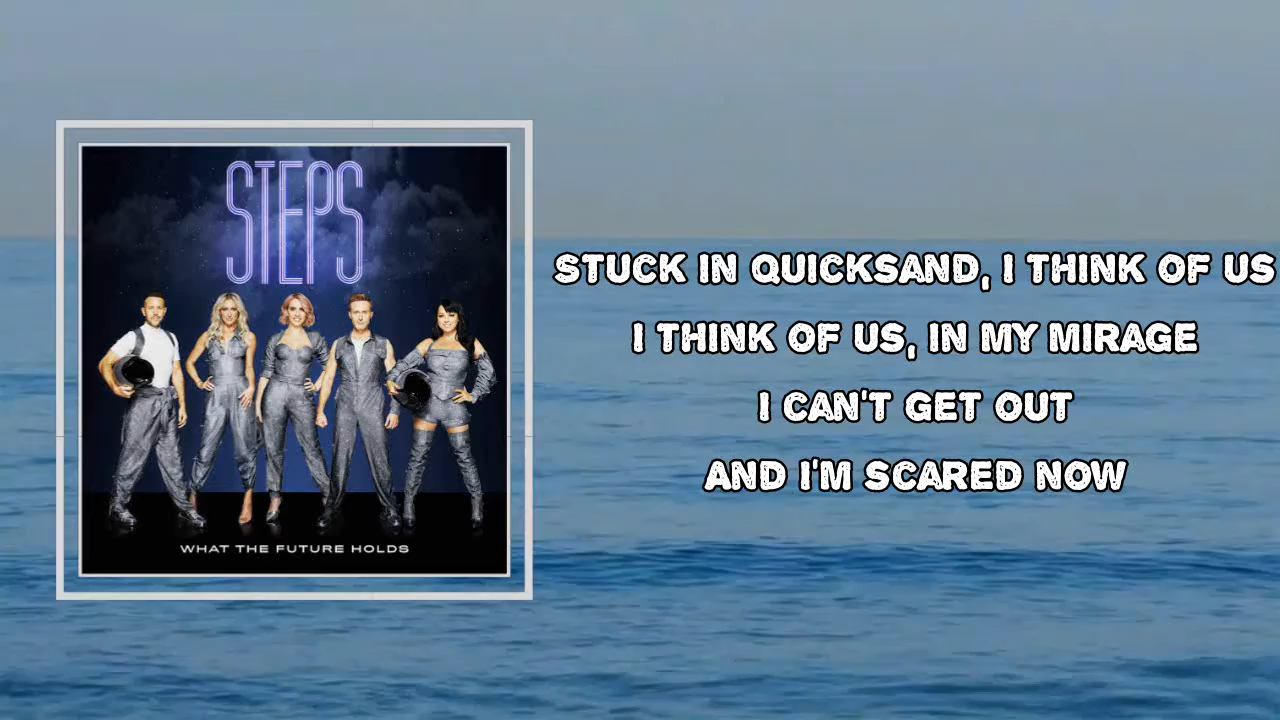 STEPS
WHAT THE FUTURE HOLDS
STUCK IN QUICKSAND, I THINK OF US
I THINK OF US, IN MY MIRAGE
I CAN'T GET OUT
AND I'M SCARED NOW